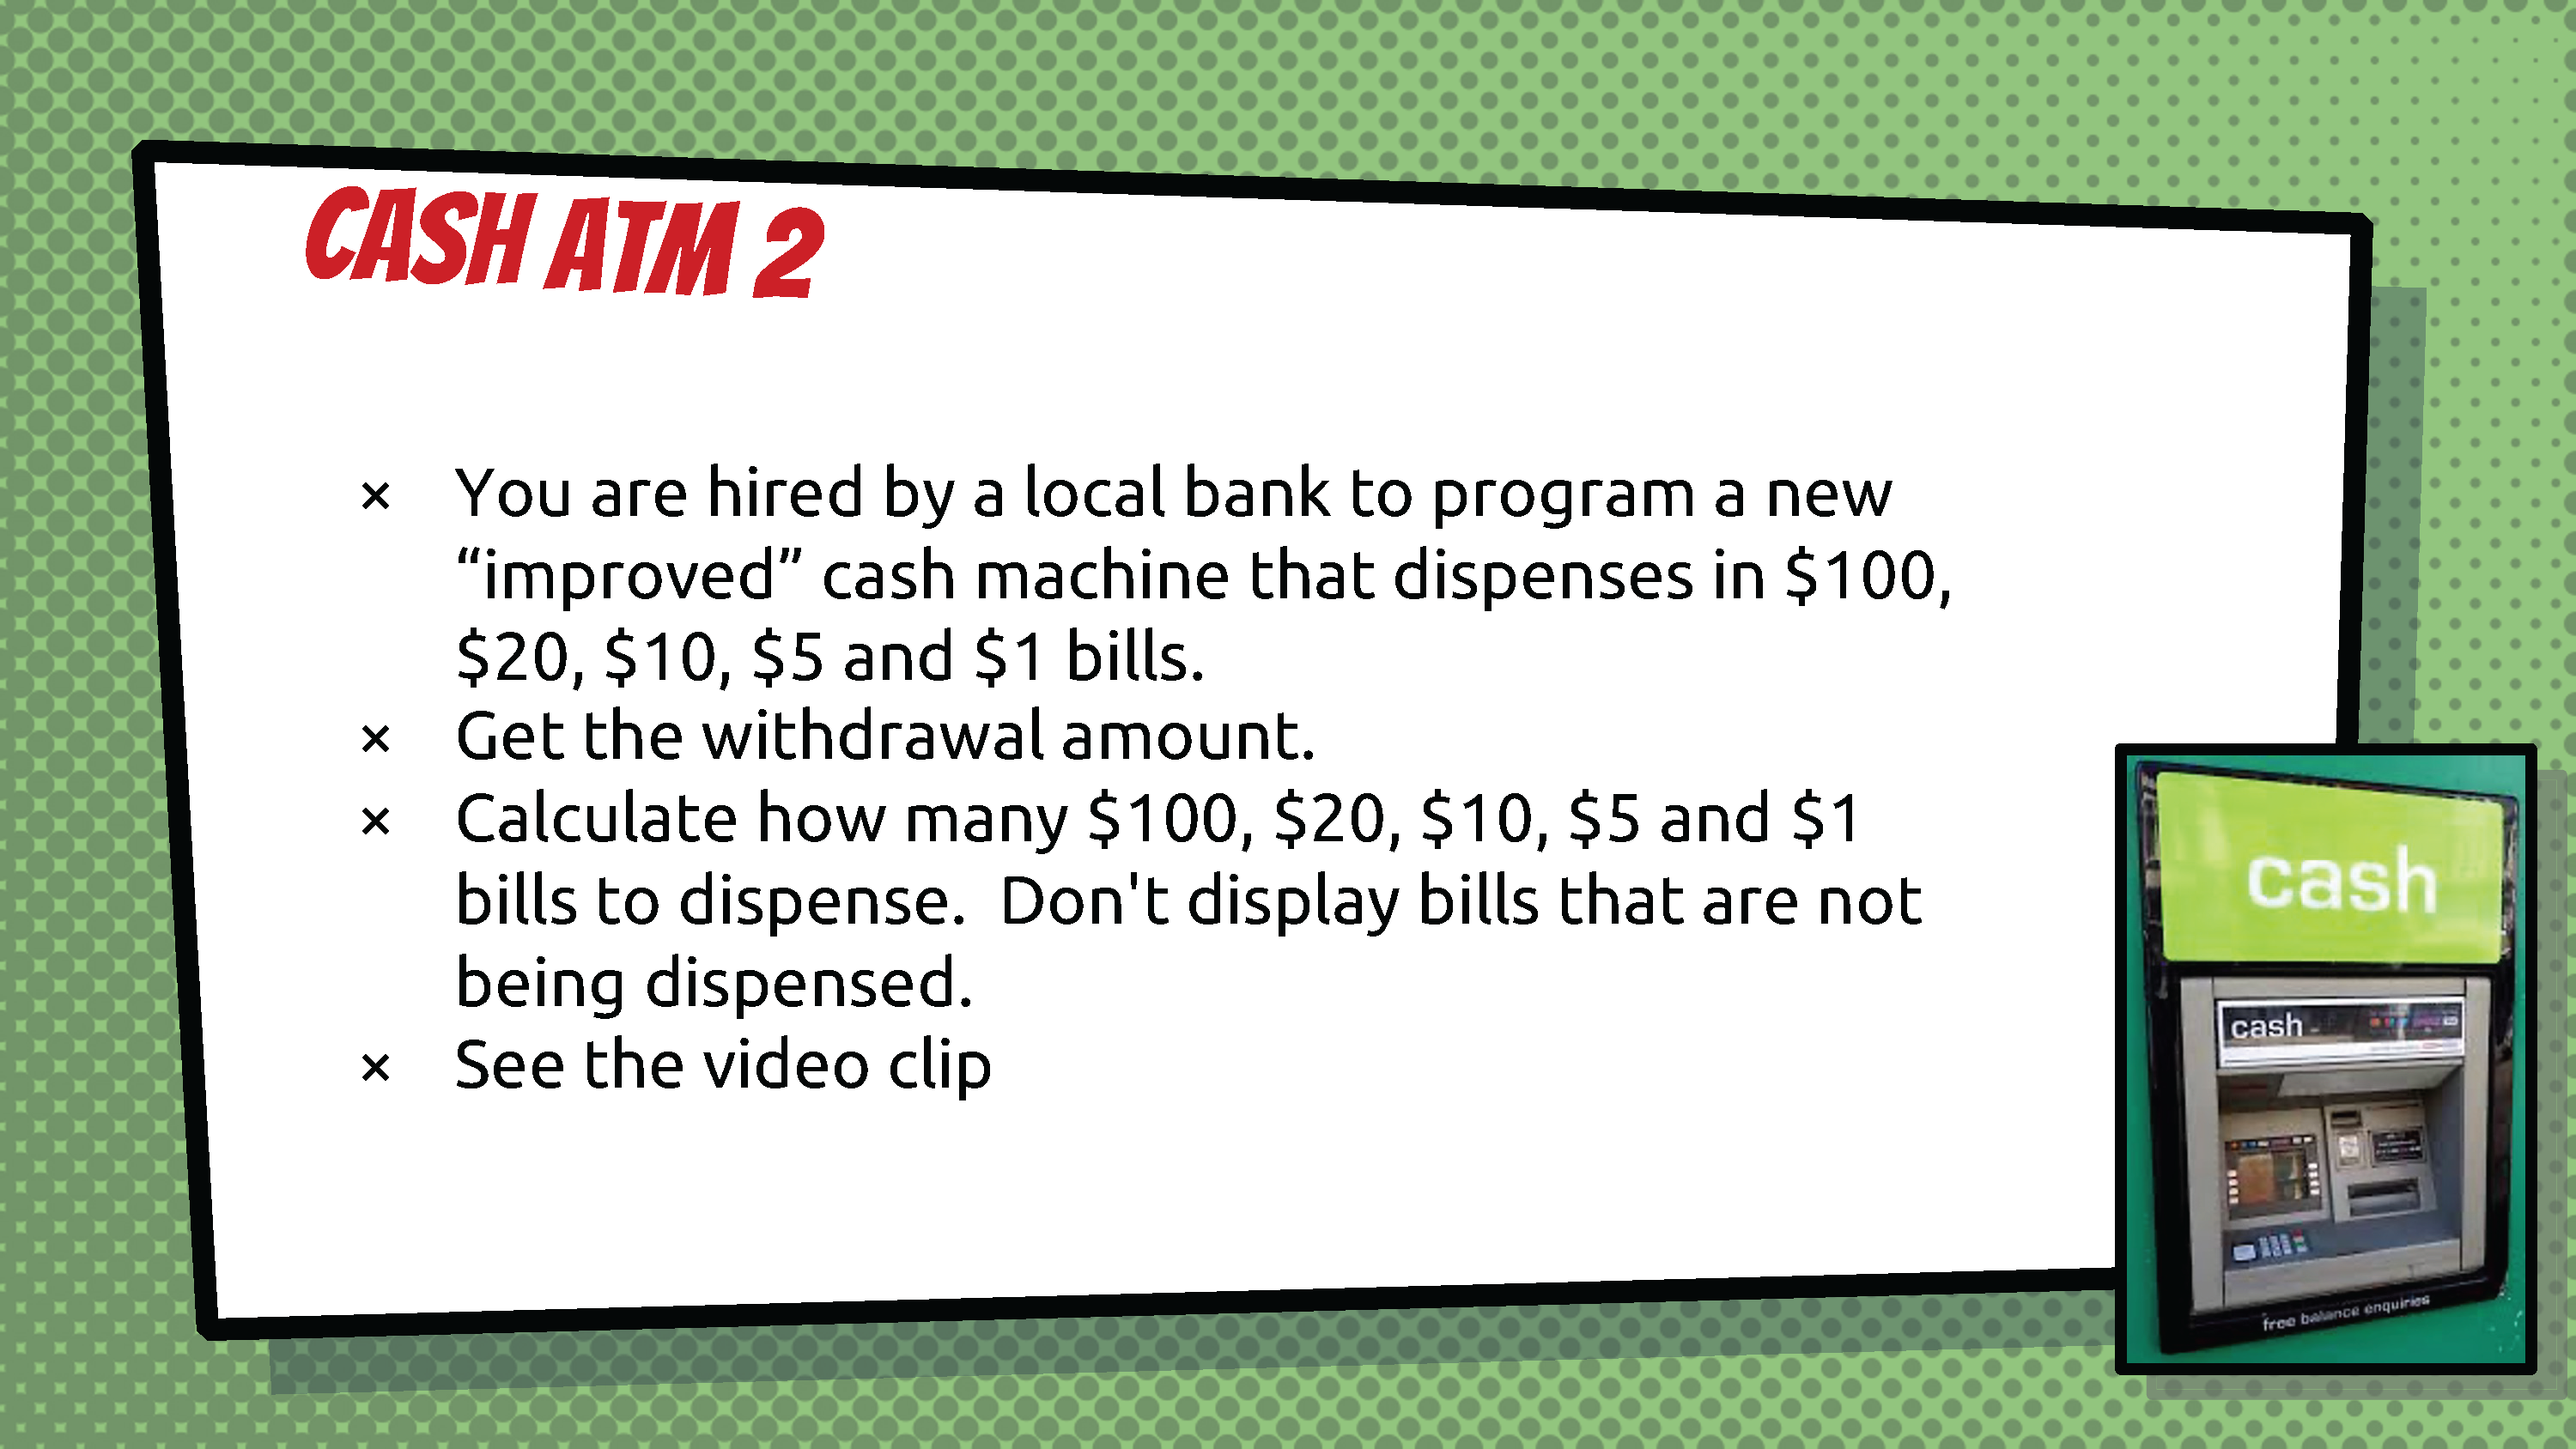 CASH ATM 2
× You are hired by a local bank to program a new
“improved” cash machine that dispenses in $100,
$20, $10, $5 and $1 bills.
× Get the withdrawal amount.
× Calculate how many $100, $20, $10, $5 and $1
bills to dispense.  Don't display bills that are not
being dispensed.
× See the video clip
cash
cash
free balance enquiries